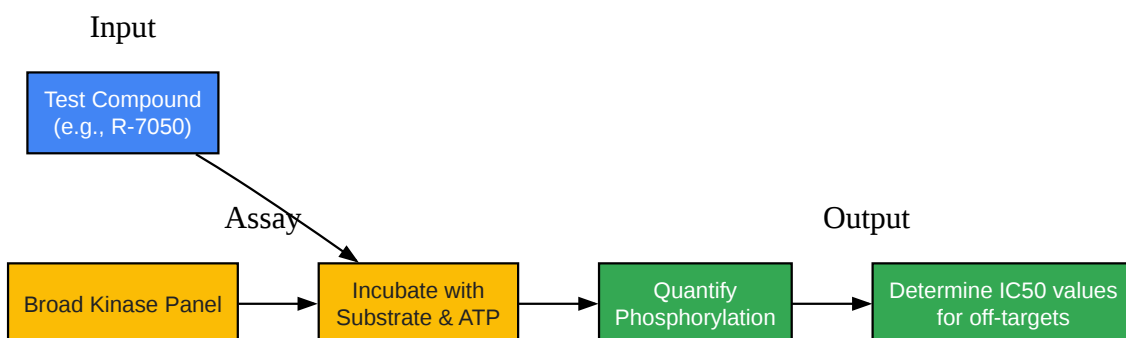 Input
Test Compound
(e.g., R-7050)
Assay
Output
Broad Kinase Panel
Incubate with
Substrate & ATP
Quantify
Phosphorylation
Determine IC50 values
for off-targets